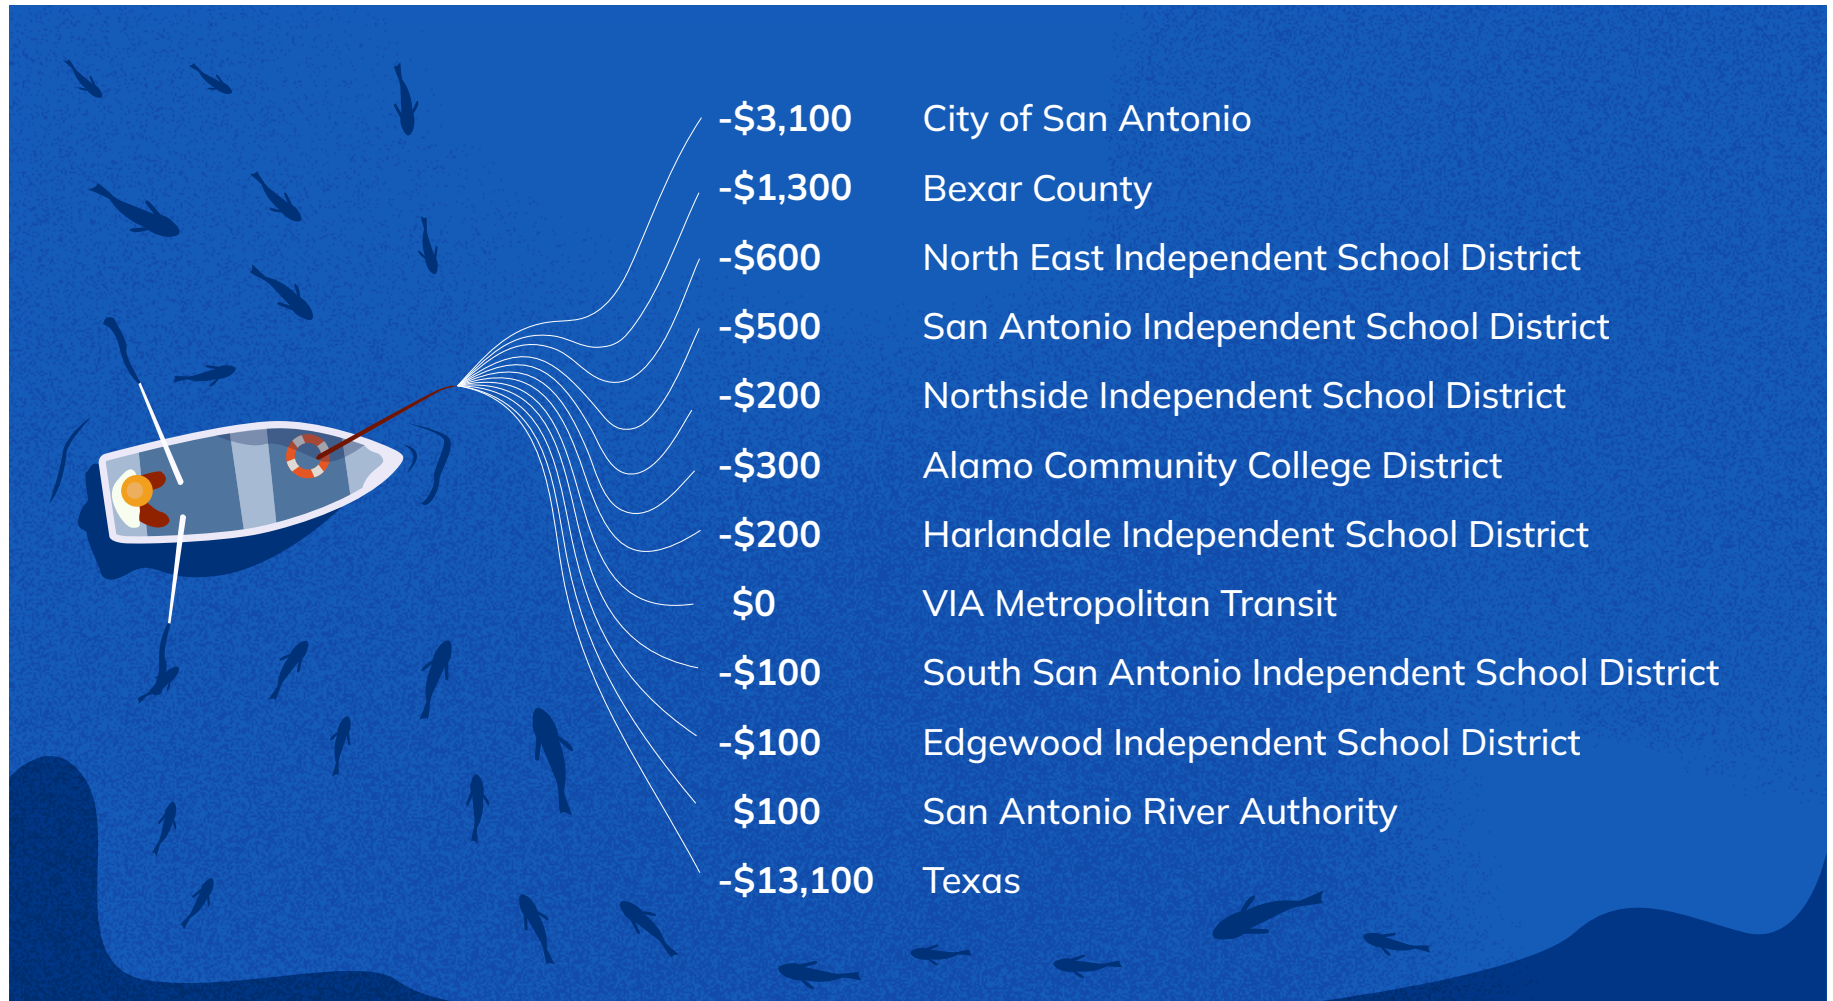 -$3,100 City of San Antonio
-$1,300 Bexar County
-$600 North East Independent School District
-$500 San Antonio Independent School District
-$200 Northside Independent School District
-$300 Alamo Community College District
-$200 Harlandale Independent School District
$0 VIA Metropolitan Transit
-$100 South San Antonio Independent School District
-$100 Edgewood Independent School District
$100 San Antonio River Authority
-$13,100 Texas